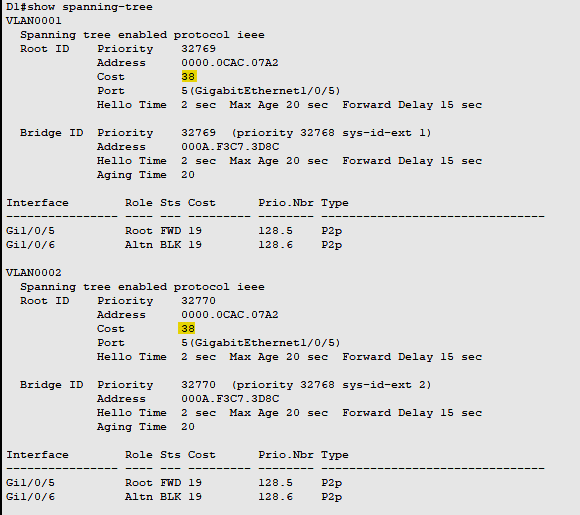 D1#show spanning-tree
VLAN0001
  Spanning tree enabled protocol ieee
  Root ID    Priority    32769
             Address     0000.0CAC.07A2
             Cost        38
             Port        5(GigabitEthernet1/0/5)
             Hello Time  2 sec  Max Age 20 sec  Forward Delay 15 sec

  Bridge ID  Priority    32769  (priority 32768 sys-id-ext 1)
             Address     000A.F3C7.3D8C
             Hello Time  2 sec  Max Age 20 sec  Forward Delay 15 sec
             Aging Time  20

Interface        Role Sts Cost      Prio.Nbr Type
---------------- ---- --- --------- -------- --------------------------------
Gi1/0/5          Root FWD 19        128.5    P2p
Gi1/0/6          Altn BLK 19        128.6    P2p

VLAN0002
  Spanning tree enabled protocol ieee
  Root ID    Priority    32770
             Address     0000.0CAC.07A2
             Cost        38
             Port        5(GigabitEthernet1/0/5)
             Hello Time  2 sec  Max Age 20 sec  Forward Delay 15 sec

  Bridge ID  Priority    32770  (priority 32768 sys-id-ext 2)
             Address     000A.F3C7.3D8C
             Hello Time  2 sec  Max Age 20 sec  Forward Delay 15 sec
             Aging Time  20

Interface        Role Sts Cost      Prio.Nbr Type
---------------- ---- --- --------- -------- --------------------------------
Gi1/0/5          Root FWD 19        128.5    P2p
Gi1/0/6          Altn BLK 19        128.6    P2p